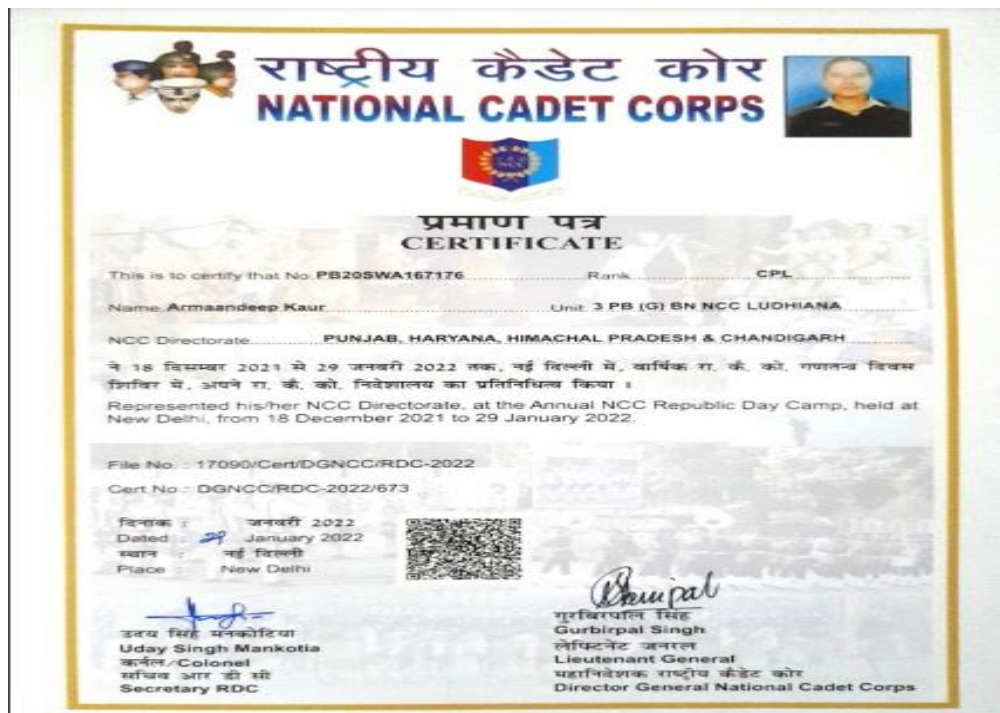 राष्ट्रीय कैडेट कोर
NATIONAL CADET CORPS
NCC
प्रमाण पत्र
CERTIFICATE
This is to certify that No. PB20SWA167176 Rank CPL
Name Armaandeep Kaur Unit 3 PB (G) BN NCC LUDHIANA
NCC Directorate PUNJAB, HARYANA, HIMACHAL PRADESH & CHANDIGARH
ने 18 दिसम्बर 2021 से 29 जनवरी 2022 तक, नई दिल्ली में, वार्षिक रा. कै. को. गणतन्त्र दिवस
शिविर में, अपने रा. कै. को. निदेशालय का प्रतिनिधित्व किया ।
Represented his/her NCC Directorate, at the Annual NCC Republic Day Camp, held at
New Delhi, from 18 December 2021 to 29 January 2022.
File No. : 17090/Cert/DGNCC/RDC-2022
Cert No : DGNCC/RDC-2022/673
दिनांक : जनवरी 2022
Dated : 29 January 2022
स्थान : नई दिल्ली
Place : New Delhi
उदय सिंह मनकोटिया
Uday Singh Mankotia
कर्नल/Colonel
सचिव आर डी सी
Secretary RDC
गुरबिरपाल सिंह
Gurbirpal Singh
लेफ्टिनेंट जनरल
Lieutenant General
महानिदेशक राष्ट्रीय कैडेट कोर
Director General National Cadet Corps